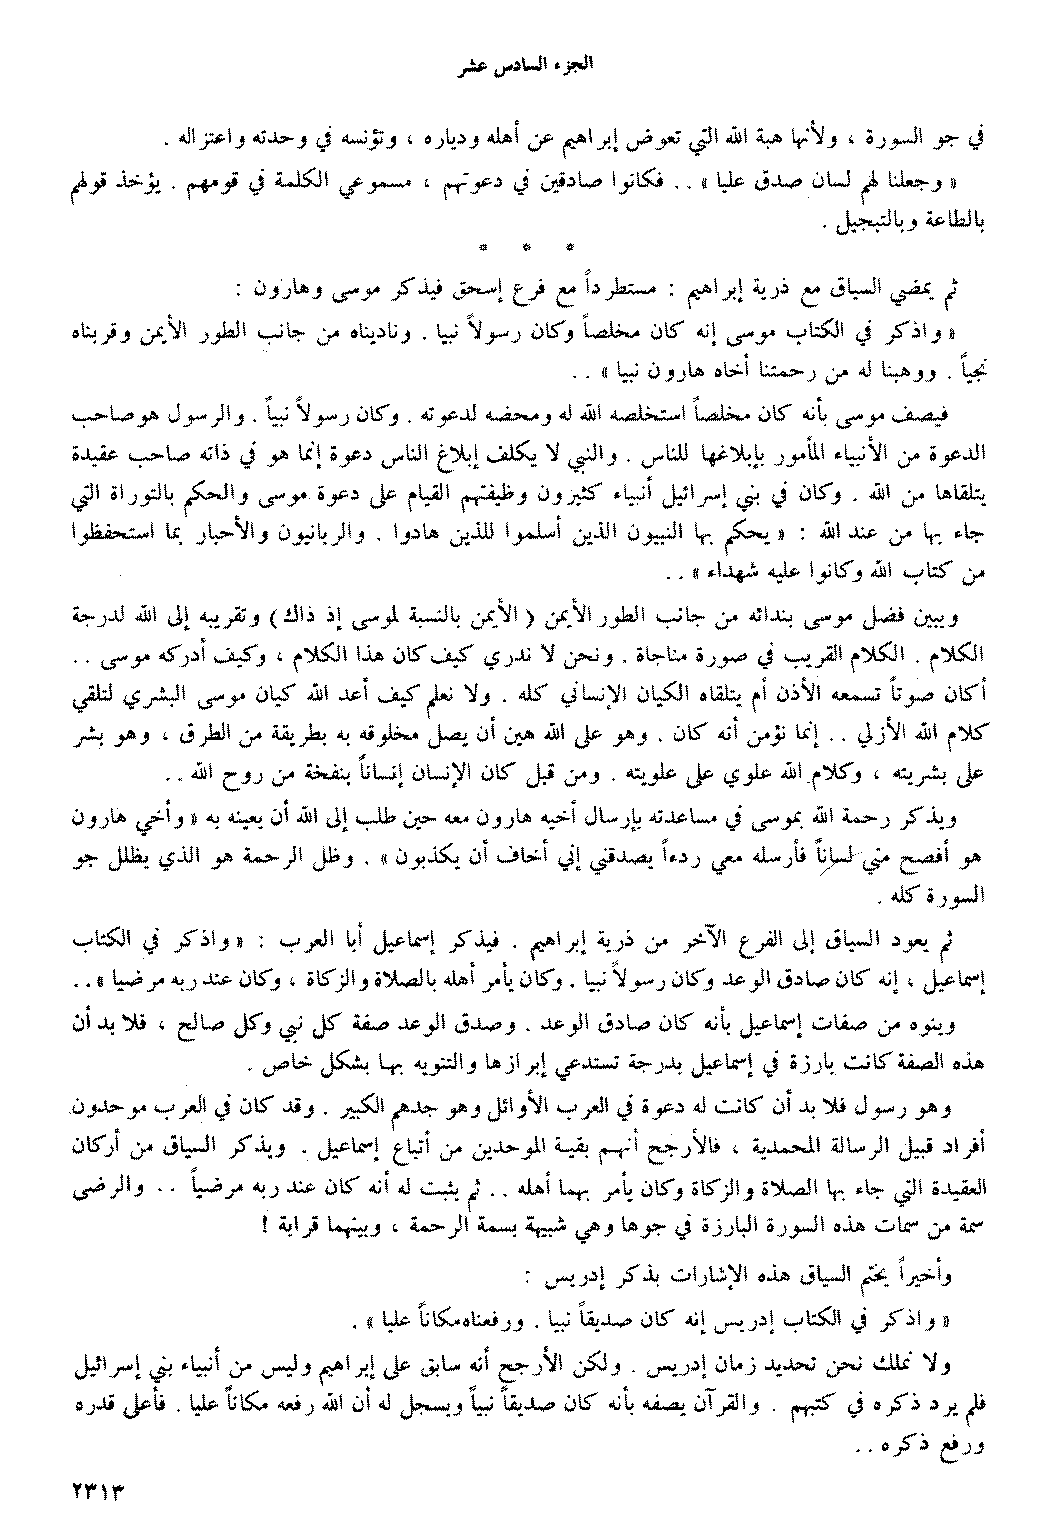 الجزء السادس عشر
في جو السورة ، ولأنها هبة الله التي تعوض إبراهيم عن أهله ودياره ، وتؤنسه في وحدته واعتزاله .
« وجعلنا لهم لسان صدق عليا » .. فكانوا صادقين في دعوتهم ، مسموعي الكلمة في قومهم . يؤخذ قولهم
بالطاعة وبالتبجيل .
* * *
ثم يمضي السياق مع ذرية إبراهيم : مستطرداً مع فرع إسحق فيذكر موسى وهارون :
« واذكر في الكتاب موسى إنه كان مخلصاً وكان رسولاً نبيا . وناديناه من جانب الطور الأيمن وقربناه
نجياً . ووهبنا له من رحمتنا أخاه هارون نبيا » ..
فيصف موسى بأنه كان مخلصاً استخلصه الله له ومحضه لدعوته . وكان رسولاً نبياً . والرسول هو صاحب
الدعوة من الأنبياء المأمور بإبلاغها للناس . والنبي لا يكلف إبلاغ الناس دعوة إنما هو في ذاته صاحب عقيدة
يتلقاها من الله . وكان في بني إسرائيل أنبياء كثيرون وظيفتهم القيام على دعوة موسى والحكم بالتوراة التي
جاء بها من عند الله : « يحكم بها النبيون الذين أسلموا للذين هادوا . والربانيون والأحبار بما استحفظوا
من كتاب الله وكانوا عليه شهداء » ..
ويبين فضل موسى بندائه من جانب الطور الأيمن ( الأيمن بالنسبة لموسى إذ ذاك ) وتقريبه إلى الله لدرجة
الكلام . الكلام القريب في صورة مناجاة . ونحن لا ندري كيف كان هذا الكلام ، وكيف أدركه موسى ..
أكان صوتاً تسمعه الأذن أم يتلقاه الكيان الإنساني كله . ولا نعلم كيف أعد الله كيان موسى البشري لتلقي
كلام الله الأزلي .. إنما نؤمن أنه كان . وهو على الله هين أن يصل مخلوقه به بطريقة من الطرق ، وهو بشر
على بشريته ، وكلام الله علوي على علويته . ومن قبل كان الإنسان إنساناً بنفخة من روح الله ..
ويذكر رحمة الله بموسى في مساعدته بإرسال أخيه هارون معه حين طلب إلى الله أن يعينه به « وأخي هارون
هو أفصح مني لساناً فأرسله معي ردءاً يصدقني إني أخاف أن يكذبون » . وظل الرحمة هو الذي يظلل جو
السورة كله .
ثم يعود السياق إلى الفرع الآخر من ذرية إبراهيم . فيذكر إسماعيل أبا العرب : « واذكر في الكتاب
إسماعيل ، إنه كان صادق الوعد وكان رسولاً نبيا . وكان يأمر أهله بالصلاة والزكاة ، وكان عند ربه مرضيا » ..
وينوه من صفات إسماعيل بأنه كان صادق الوعد . وصدق الوعد صفة كل نبي وكل صالح ، فلا بد أن
هذه الصفة كانت بارزة في إسماعيل بدرجة تستدعي إبرازها والتنويه بها بشكل خاص .
وهو رسول فلا بد أن كانت له دعوة في العرب الأوائل وهو جدهم الكبير . وقد كان في العرب موحدون
أفراد قبيل الرسالة المحمدية ، فالأرجح أنهم بقية الموحدين من أتباع إسماعيل . ويذكر السياق من أركان
العقيدة التي جاء بها الصلاة والزكاة وكان يأمر بهما أهله .. ثم يثبت له أنه كان عند ربه مرضياً .. والرضى
سمة من سمات هذه السورة البارزة في جوها وهي شبيهة بسمة الرحمة ، وبينهما قرابة !
وأخيراً يختم السياق هذه الإشارات بذكر إدريس :
« واذكر في الكتاب إدريس إنه كان صديقاً نبيا . ورفعناه مكاناً عليا » .
ولا نملك نحن تحديد زمان إدريس . ولكن الأرجح أنه سابق على إبراهيم وليس من أنبياء بني إسرائيل
فلم يرد ذكره في كتبهم . والقرآن يصفه بأنه كان صديقاً نبياً ويسجل له أن الله رفعه مكاناً عليا . فأعلى قدره
ورفع ذكره ..
٢٣١٣